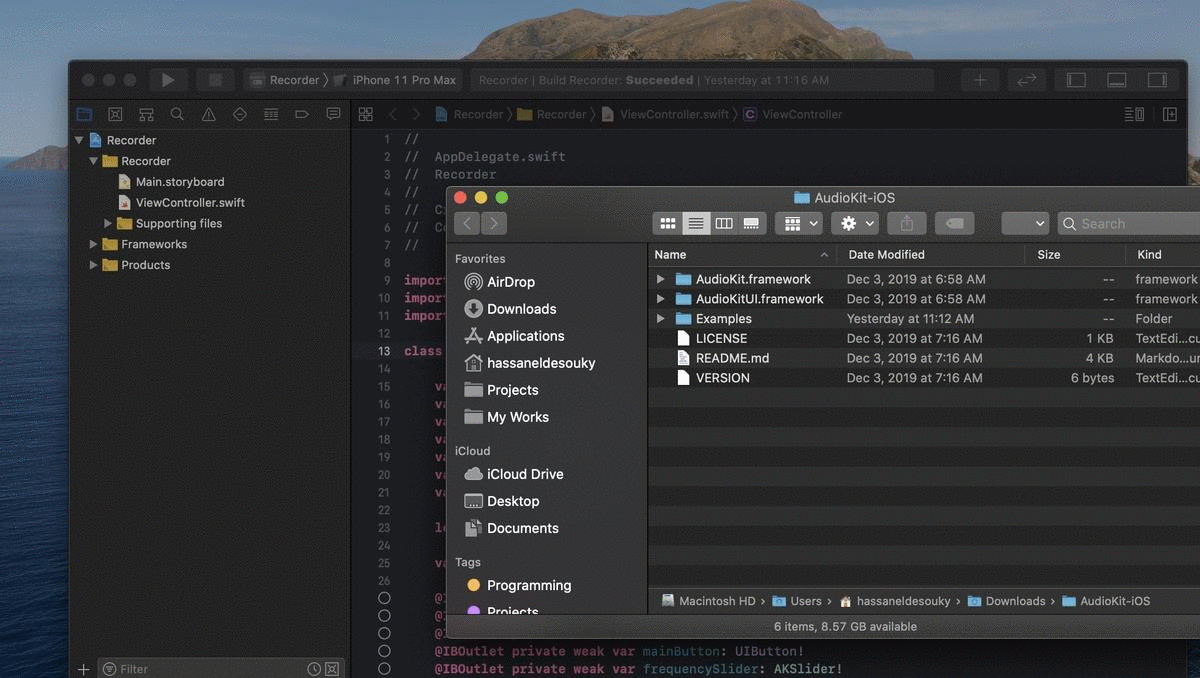 Recorder 〉 iPhone 11 Pro Max
Recorder | Build Recorder: Succeeded | Yesterday at 11:16 AM
Recorder 〉 Recorder 〉 ViewController.swift 〉 C ViewController
Recorder
Recorder
Main.storyboard
ViewController.swift
Supporting files
Frameworks
Products
Filter
1 //
2 // AppDelegate.swift
3 // Recorder
4 //
5 // C
6 // C
7 //
8
9 impor
10 impor
11 impor
12
13 class
14
15 va
16 va
17 va
18 va
19 va
20 va
21 va
22
23 le
24
25 va
26
@IBOutlet private weak var mainButton: UIButton!
@IBOutlet private weak var frequencySlider: AKSlider!
AudioKit-iOS
Search
Favorites
AirDrop
Downloads
Applications
hassaneldesouky
Projects
My Works
iCloud
iCloud Drive
Desktop
Documents
Tags
Programming
Projects
Name Date Modified Size Kind
AudioKit.framework Dec 3, 2019 at 6:58 AM -- framework
AudioKitUI.framework Dec 3, 2019 at 6:58 AM -- framework
Examples Yesterday at 11:12 AM -- Folder
LICENSE Dec 3, 2019 at 7:16 AM 1 KB TextEdi...cu
README.md Dec 3, 2019 at 7:16 AM 4 KB Markdo...um
VERSION Dec 3, 2019 at 7:16 AM 6 bytes TextEdi...cu
Macintosh HD › Users › hassaneldesouky › Downloads › AudioKit-iOS
6 items, 8.57 GB available